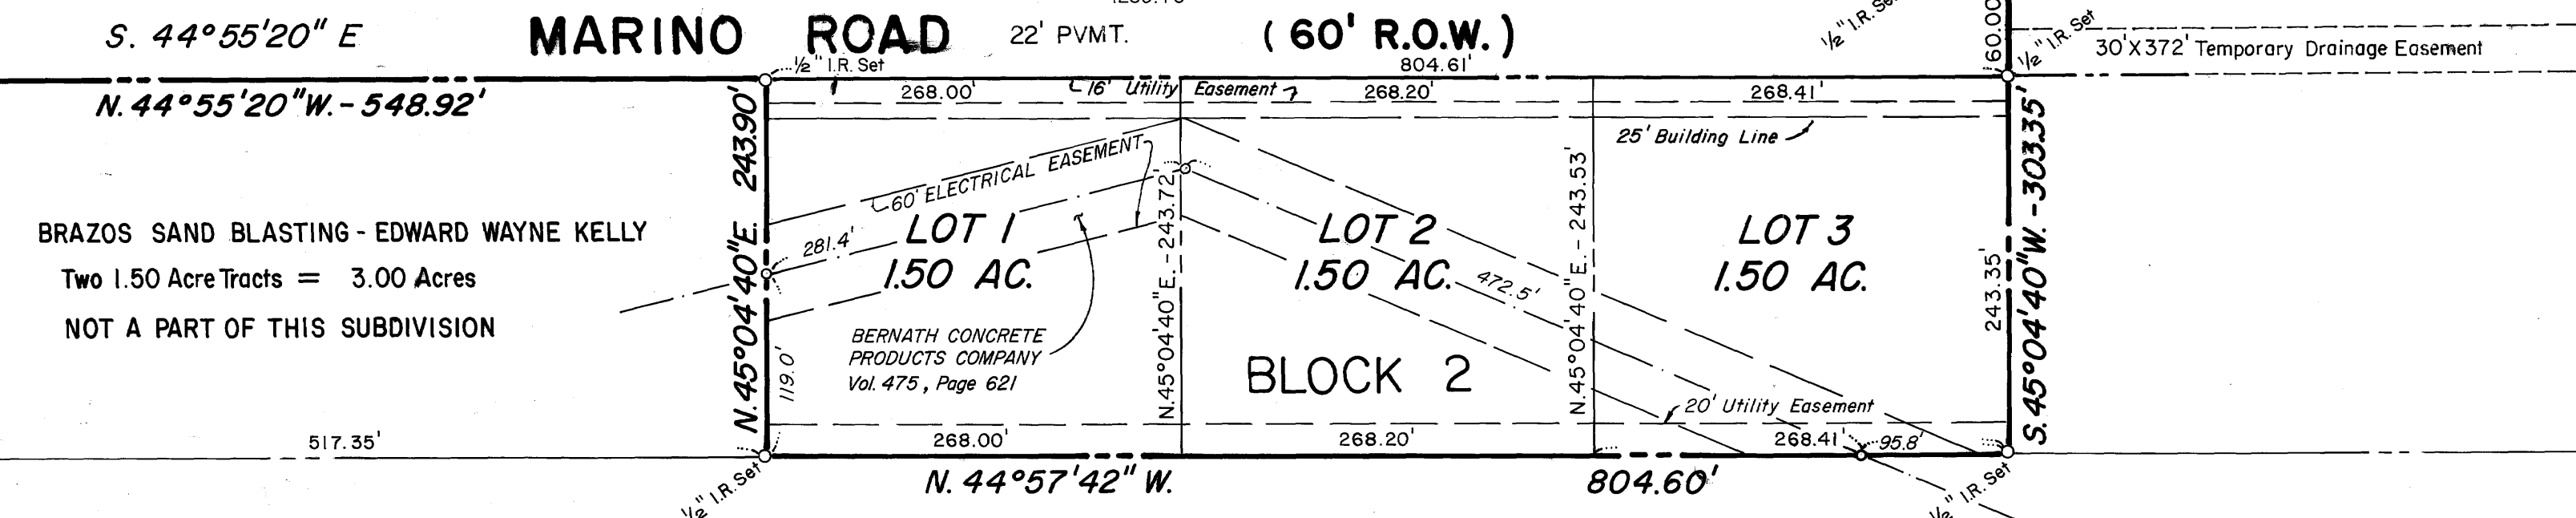 S. 44°55'20" E
MARINO ROAD
22' PVMT.
( 60' R.O.W. )
½" I.R. Set
60.00
½" I.R. Set
30'X372' Temporary Drainage Easement
½" I.R. Set
804.61'
N. 44°55'20"W. - 548.92'
268.00'
16' Utility Easement
268.20'
268.41'
25' Building Line
N.45°04'40"E. 243.90'
60' ELECTRICAL EASEMENT
N.45°04'40"E. - 243.72'
N.45°04'40"E. - 243.53'
243.35'
S.45°04'40"W. - 303.35'
BRAZOS SAND BLASTING - EDWARD WAYNE KELLY
Two 1.50 Acre Tracts = 3.00 Acres
NOT A PART OF THIS SUBDIVISION
281.4'
LOT 1
1.50 AC.
LOT 2
1.50 AC.
472.5'
LOT 3
1.50 AC.
119.0'
BERNATH CONCRETE
PRODUCTS COMPANY
Vol. 475, Page 621
BLOCK 2
20' Utility Easement
517.35'
268.00'
268.20'
268.41'
95.8'
½" I.R. Set
N. 44°57'42" W.
804.60'
½" I.R. Set